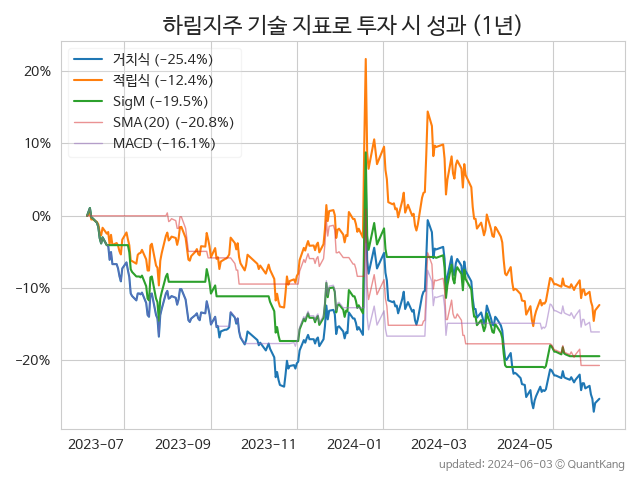 하림지주 기술 지표로 투자 시 성과 (1년)
거치식 (−25.4%)
적립식 (−12.4%)
SigM (−19.5%)
SMA(20) (−20.8%)
MACD (−16.1%)
20%
10%
0%
−10%
−20%
2023−07 2023−09 2023−11 2024−01 2024−03 2024−05
updated: 2024−06−03 ⓒ QuantKang